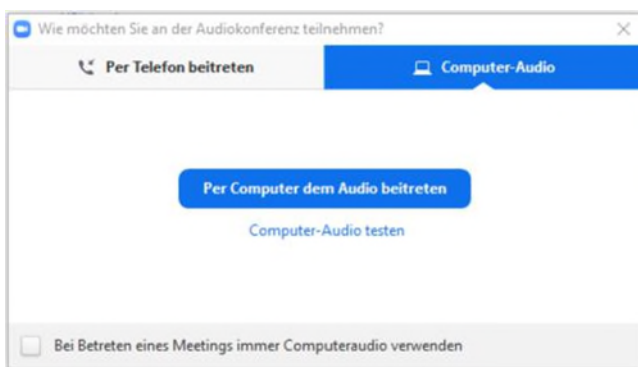 Wie möchten Sie an der Audiokonferenz teilnehmen?
Per Telefon beitreten
Computer-Audio
Per Computer dem Audio beitreten
Computer-Audio testen
Bei Betreten eines Meetings immer Computeraudio verwenden